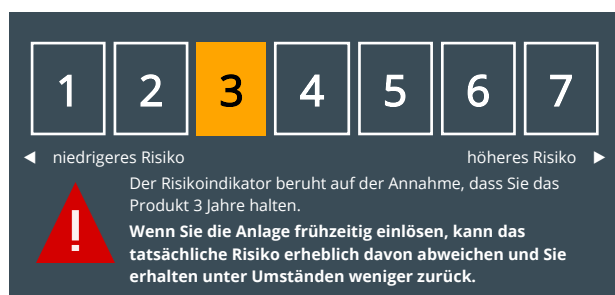 1 2 3 4 5 6 7
niedrigeres Risiko höheres Risiko
Der Risikoindikator beruht auf der Annahme, dass Sie das
Produkt 3 Jahre halten.
Wenn Sie die Anlage frühzeitig einlösen, kann das
tatsächliche Risiko erheblich davon abweichen und Sie
erhalten unter Umständen weniger zurück.